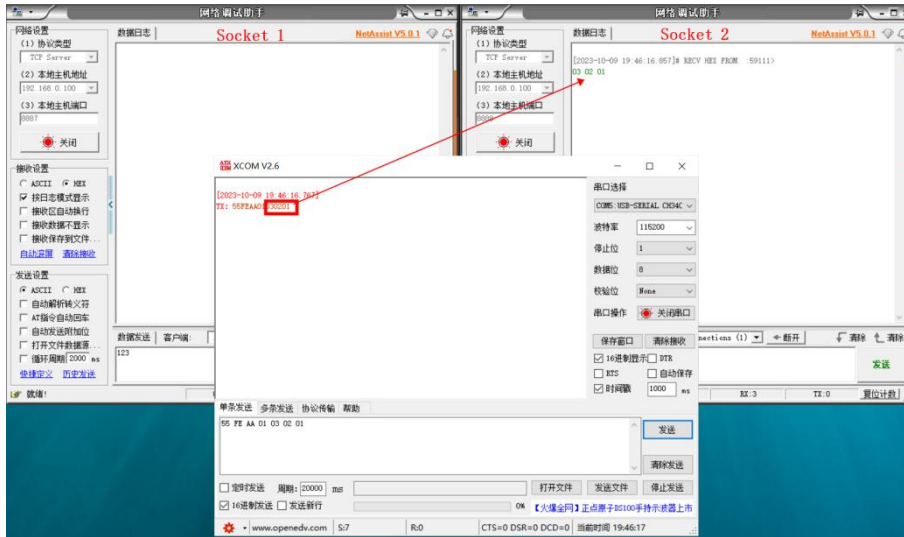 网络调试助手
网络设置
(1) 协议类型
TCP Server
(2) 本地主机地址
192.168.0.100
(3) 本地主机端口
8087
关闭
接收设置
ASCII HEX
按日志模式显示
接收区自动换行
接收数据不显示
接收保存到文件...
自动滚屏 清除接收
发送设置
ASCII HEX
自动解析转义符
AT指令自动回车
自动发送附加位
打开文件数据源...
循环周期 2000 ms
快捷定义 历史发送
就绪!
数据日志
Socket 1
NetAssist V5.0.1
数据发送 客户端:
123
网络调试助手
网络设置
(1) 协议类型
TCP Server
(2) 本地主机地址
192.168.0.100
(3) 本地主机端口
关闭
数据日志
Socket 2
NetAssist V5.0.1
[2023-10-09 19:46:16.857]# RECV HEX FROM :59111>
03 02 01
nections (1) 断开 清除 清除
发送
RX:3 TX:0 复位计数
XCOM V2.6
[2023-10-09 19:46:16.767]
TX: 55FEAA01030201
串口选择
COM5:USB-SERIAL CH34C
波特率 115200
停止位 1
数据位 8
校验位 None
串口操作 关闭串口
保存窗口 清除接收
16进制显示 DTR
RTS 自动保存
时间戳 1000 ms
单条发送 多条发送 协议传输 帮助
55 FE AA 01 03 02 01
发送
清除发送
定时发送 周期: 20000 ms 打开文件 发送文件 停止发送
16进制发送 发送新行 0% 【火爆全网】正点原子DS100手持示波器上市
www.openedv.com S:7 R:0 CTS=0 DSR=0 DCD=0 当前时间 19:46:17